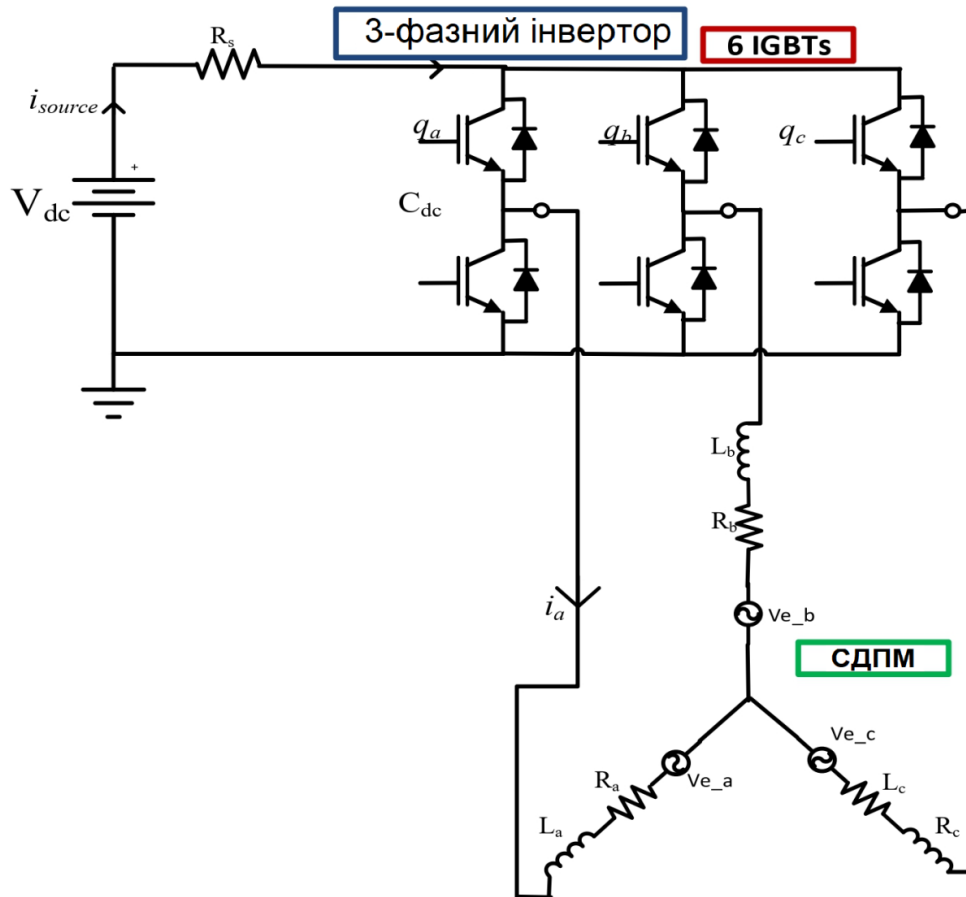 3-фазний інвертор
6 IGBTs
Rs
isource
+
Vdc
qa
qb
qc
Cdc
Lb
Rb
ia
Ve_b
СДПМ
Ve_c
Ra
Ve_a
Lc
La
Rc